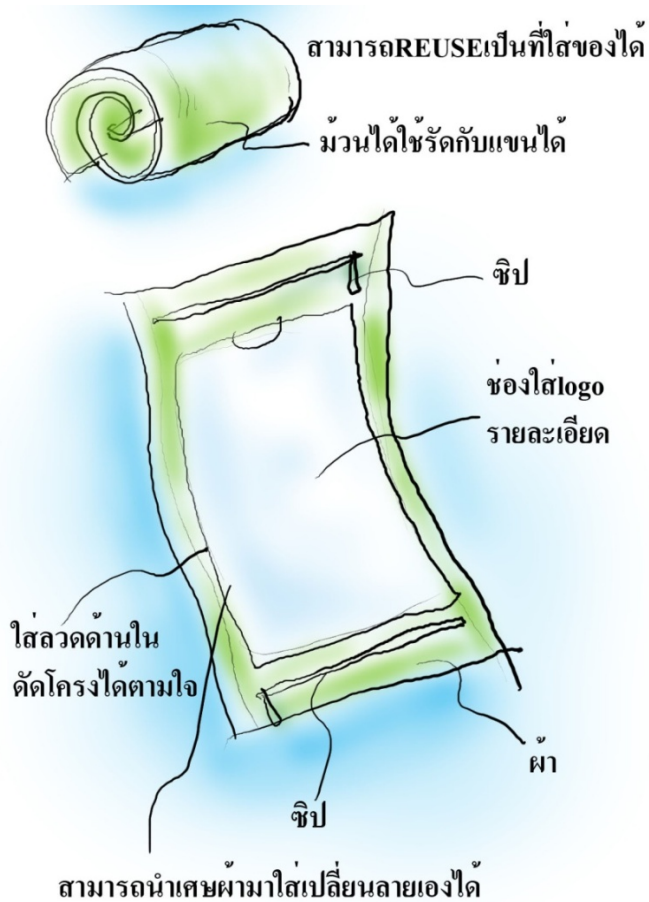 สามารถREUSEเป็นที่ใส่ของได้
ม้วนได้ใช้รัดกับแขนได้
ซิป
ช่องใส่logo
รายละเอียด
ใส่ลวดด้านใน
ดัดโครงได้ตามใจ
ผ้า
ซิป
สามารถนำเศษผ้ามาใส่เปลี่ยนลายเองได้